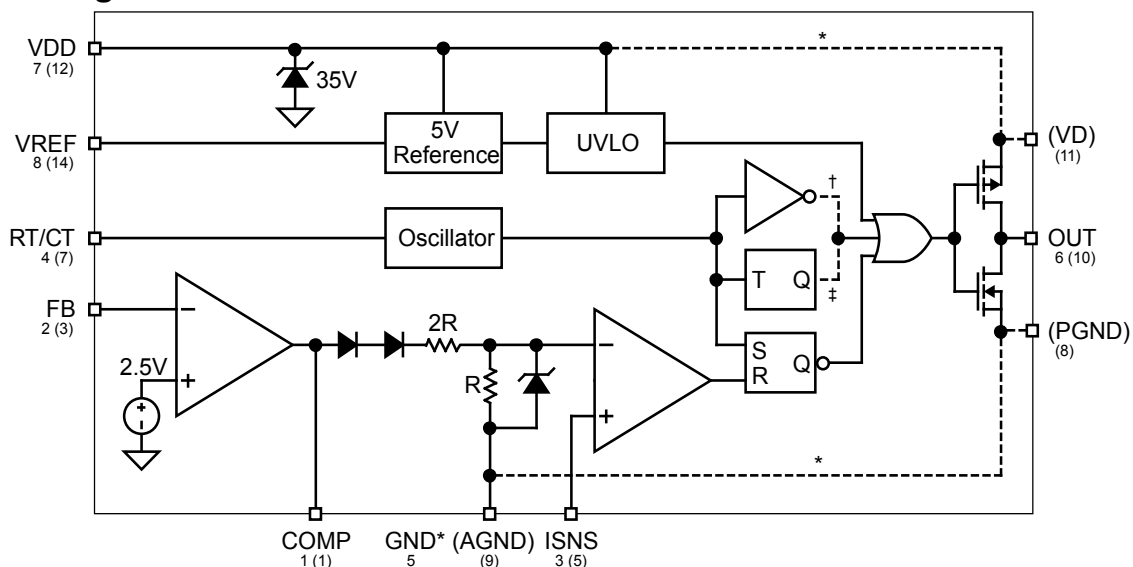 VDD
7 (12)
35V
*
VREF
8 (14)
5V
Reference
UVLO
(VD)
(11)
†
RT/CT
4 (7)
Oscillator
OUT
6 (10)
T Q
‡
FB
2 (3)
2R
2.5V
−
+
R
−
+
S
R
Q
(PGND)
(8)
+
−
*
COMP
1 (1)
GND* (AGND)
5 (9)
ISNS
3 (5)